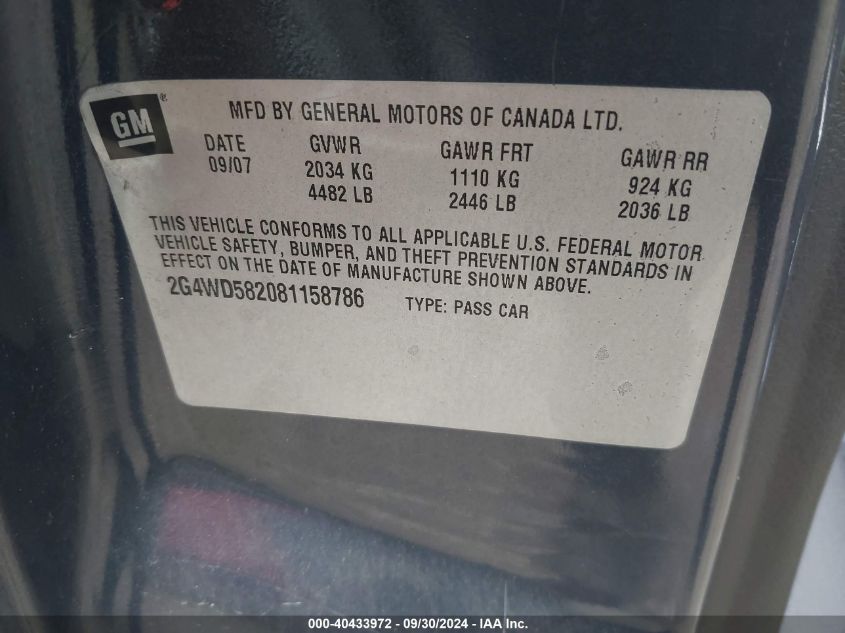 GM ®
MFD BY GENERAL MOTORS OF CANADA LTD.
DATE GVWR GAWR FRT GAWR RR
09/07 2034 KG 1110 KG 924 KG
4482 LB 2446 LB 2036 LB
THIS VEHICLE CONFORMS TO ALL APPLICABLE U.S. FEDERAL MOTOR
VEHICLE SAFETY, BUMPER, AND THEFT PREVENTION STANDARDS IN
EFFECT ON THE DATE OF MANUFACTURE SHOWN ABOVE.
2G4WD582081158786 TYPE: PASS CAR
000-40433972 - 09/30/2024 - IAA Inc.